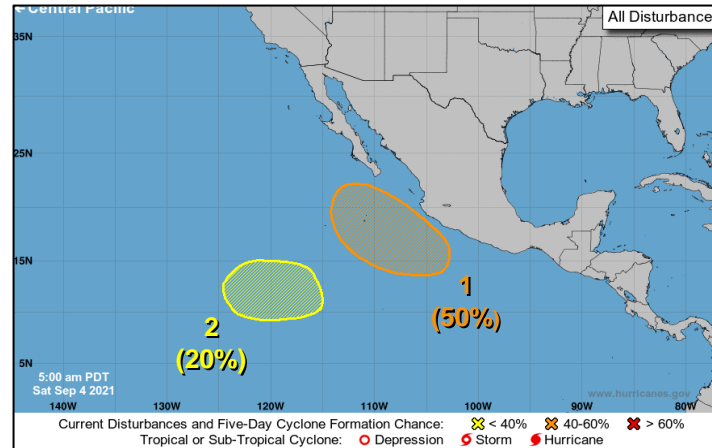 ← Central Pacific
All Disturbance
35N
25N
15N
5N
1
(50%)
2
(20%)
5:00 am PDT
Sat Sep 4 2021
www.hurricanes.gov
140W 130W 120W 110W 100W 90W 80W
Current Disturbances and Five-Day Cyclone Formation Chance: < 40% 40-60% > 60%
Tropical or Sub-Tropical Cyclone: Depression Storm Hurricane